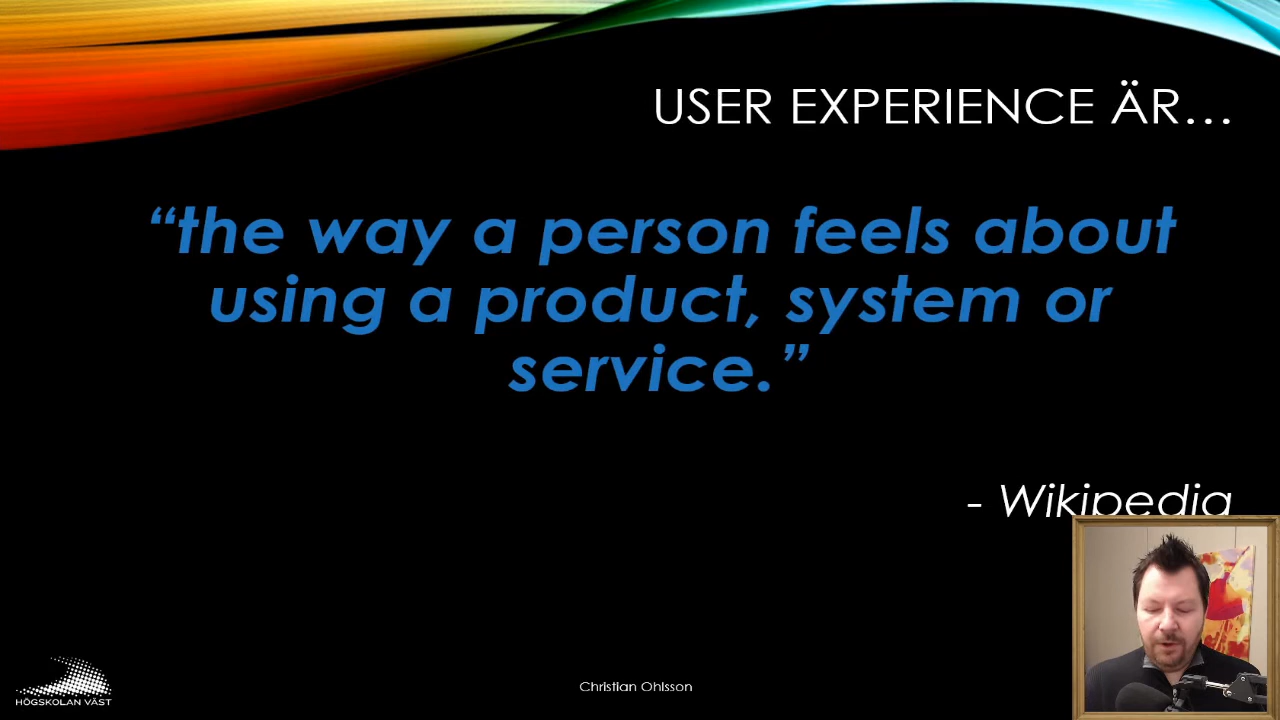 USER EXPERIENCE ÄR...
“the way a person feels about
using a product, system or
service.”
- Wikipedia
HÖGSKOLAN VÄST
Christian Ohlsson